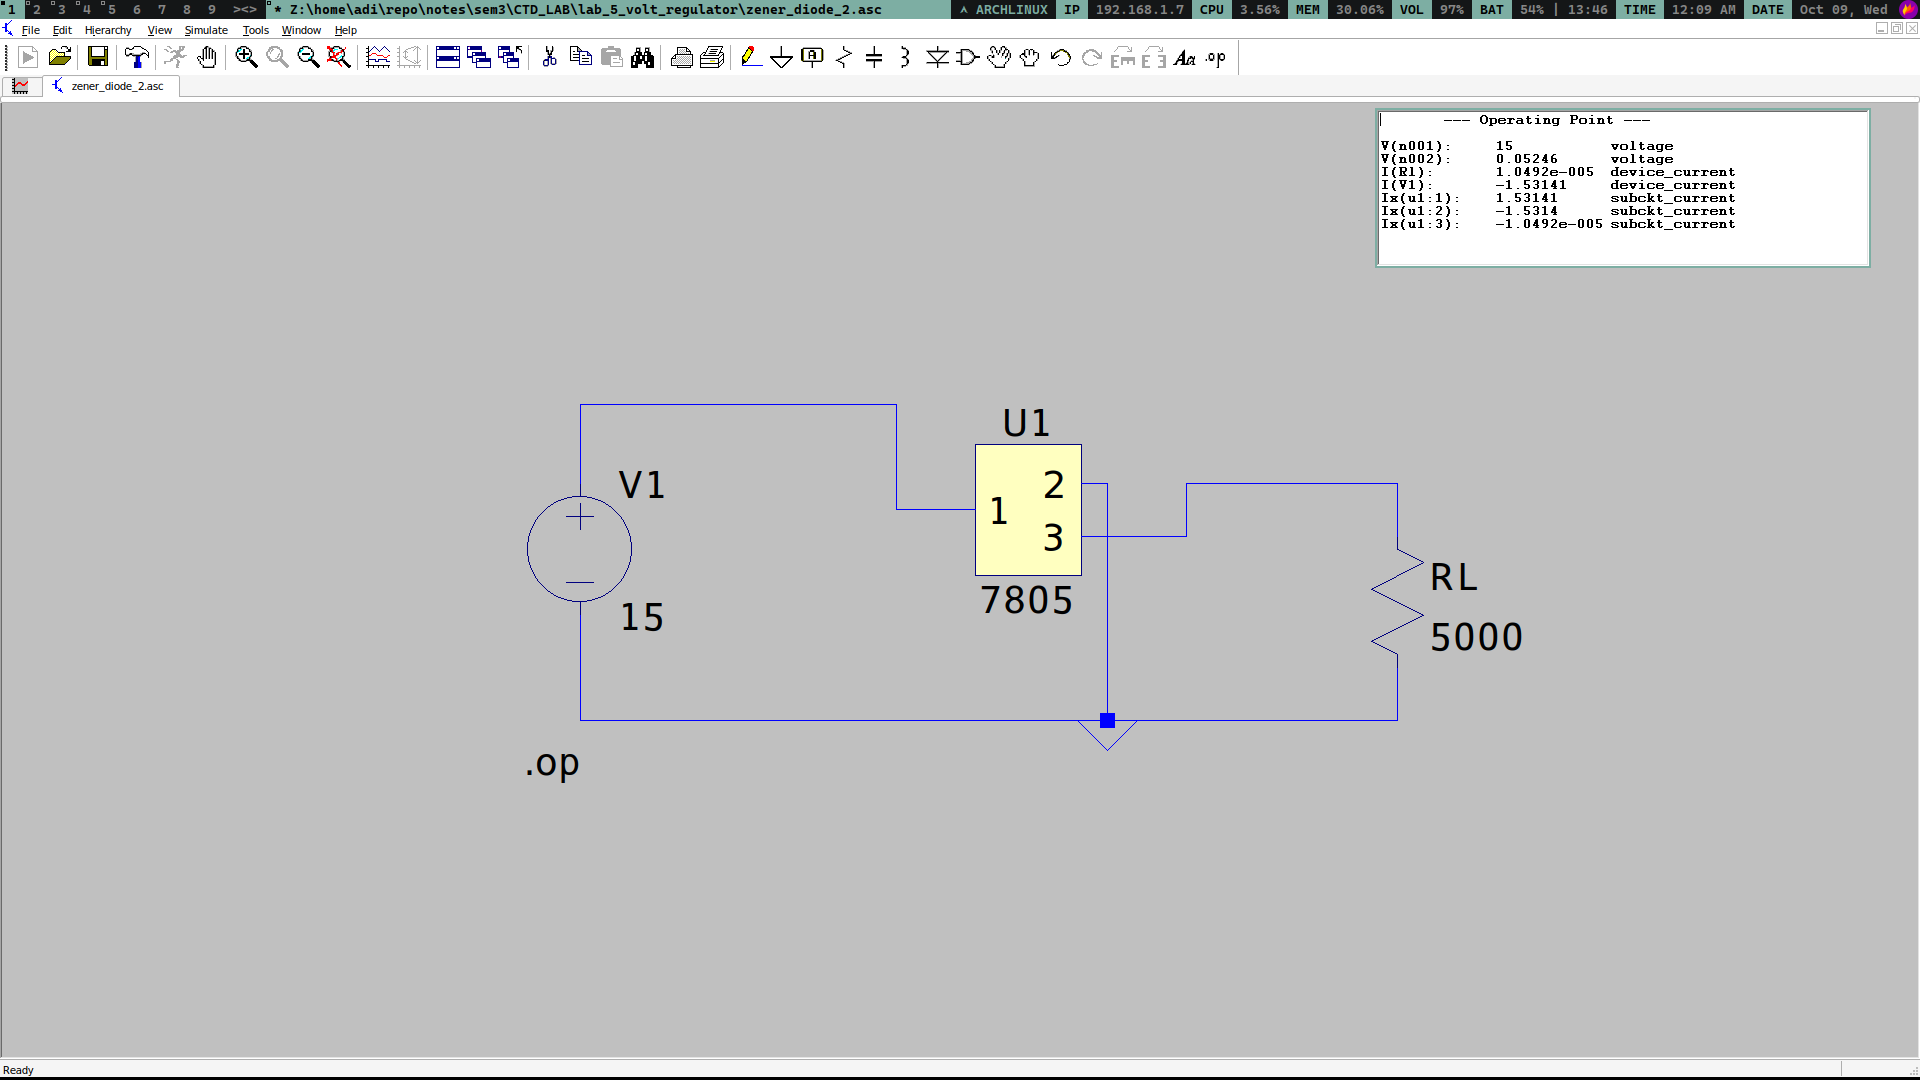 1 2 3 4 5 6 7 8 9 ><> * Z:\home\adi\repo\notes\sem3\CTD_LAB\lab_5_volt_regulator\zener_diode_2.asc ARCHLINUX IP 192.168.1.7 CPU 3.56% MEM 30.06% VOL 97% BAT 54% | 13:46 TIME 12:09 AM DATE Oct 09, Wed
File Edit Hierarchy View Simulate Tools Window Help
A Aa .op
zener_diode_2.asc
--- Operating Point ---
V(n001): 15 voltage
V(n002): 0.05246 voltage
I(Rl): 1.0492e-005 device_current
I(V1): -1.53141 device_current
Ix(u1:1): 1.53141 subckt_current
Ix(u1:2): -1.5314 subckt_current
Ix(u1:3): -1.0492e-005 subckt_current
U1
V1
2
1
3
7805
15
RL
5000
.op
Ready